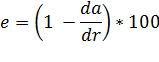 e = (1 - da/dr) * 100